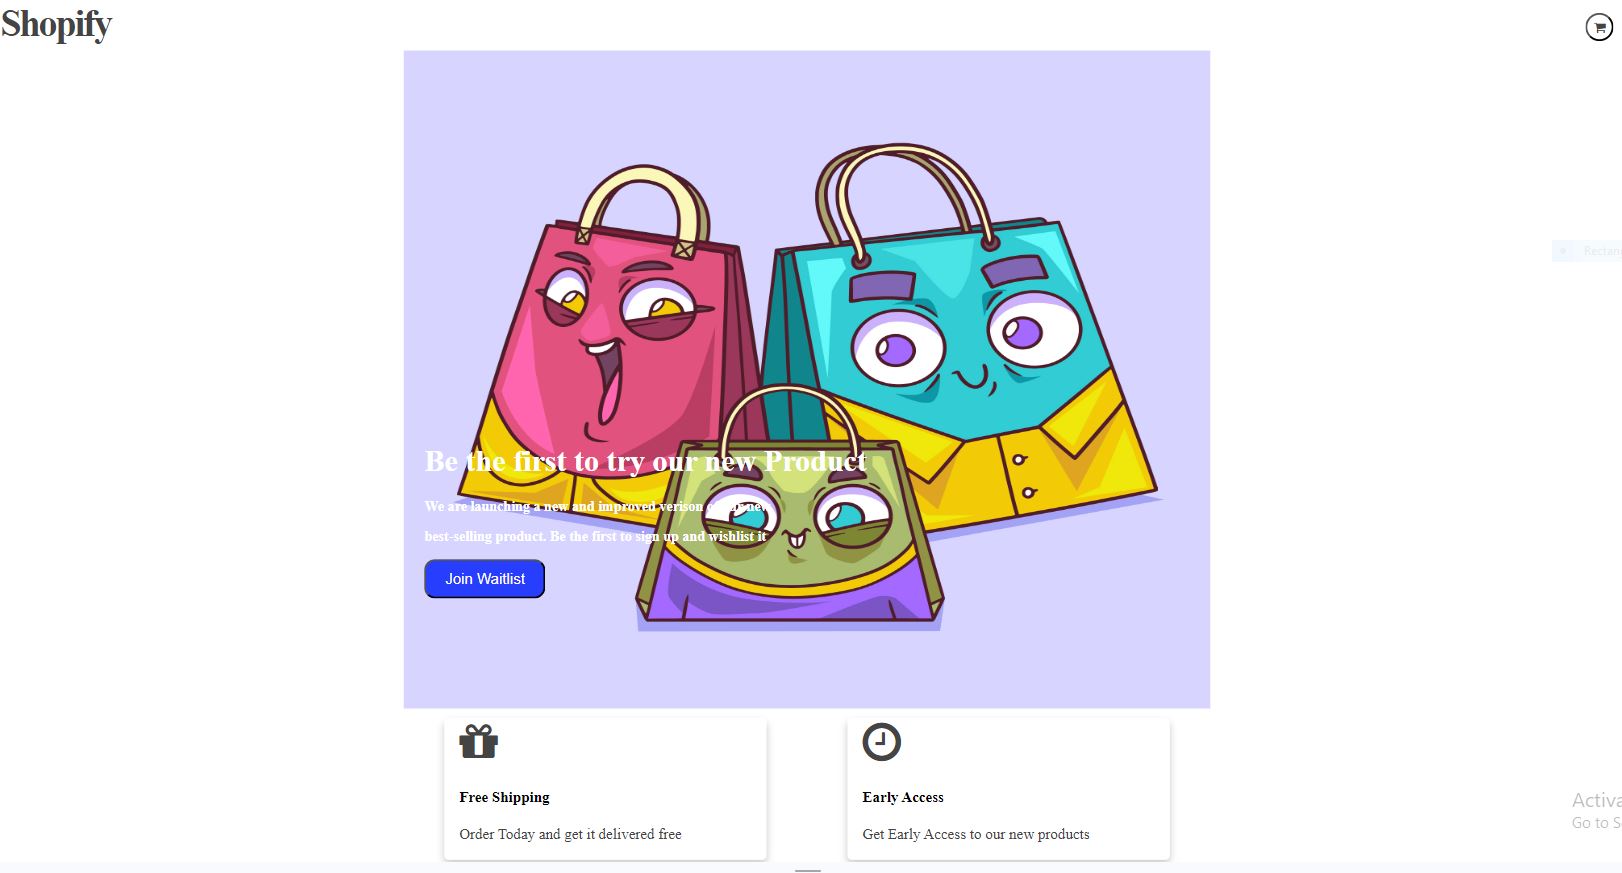 Shopify
Be the first to try our new Product
We are launching a new and improved verison of our new
best-selling product. Be the first to sign up and wishlist it
Join Waitlist
Free Shipping
Order Today and get it delivered free
Early Access
Get Early Access to our new products
Go to